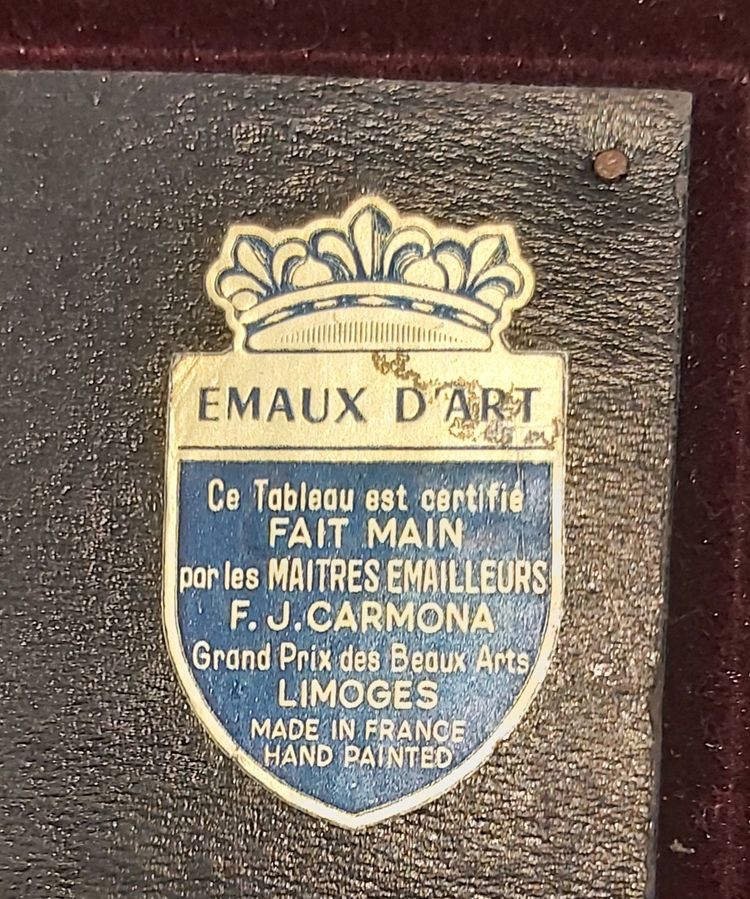 EMAUX D'ART
Ce Tableau est certifié
FAIT MAIN
par les MAITRES EMAILLEURS
F. J. CARMONA
Grand Prix des Beaux Arts
LIMOGES
MADE IN FRANCE
HAND PAINTED